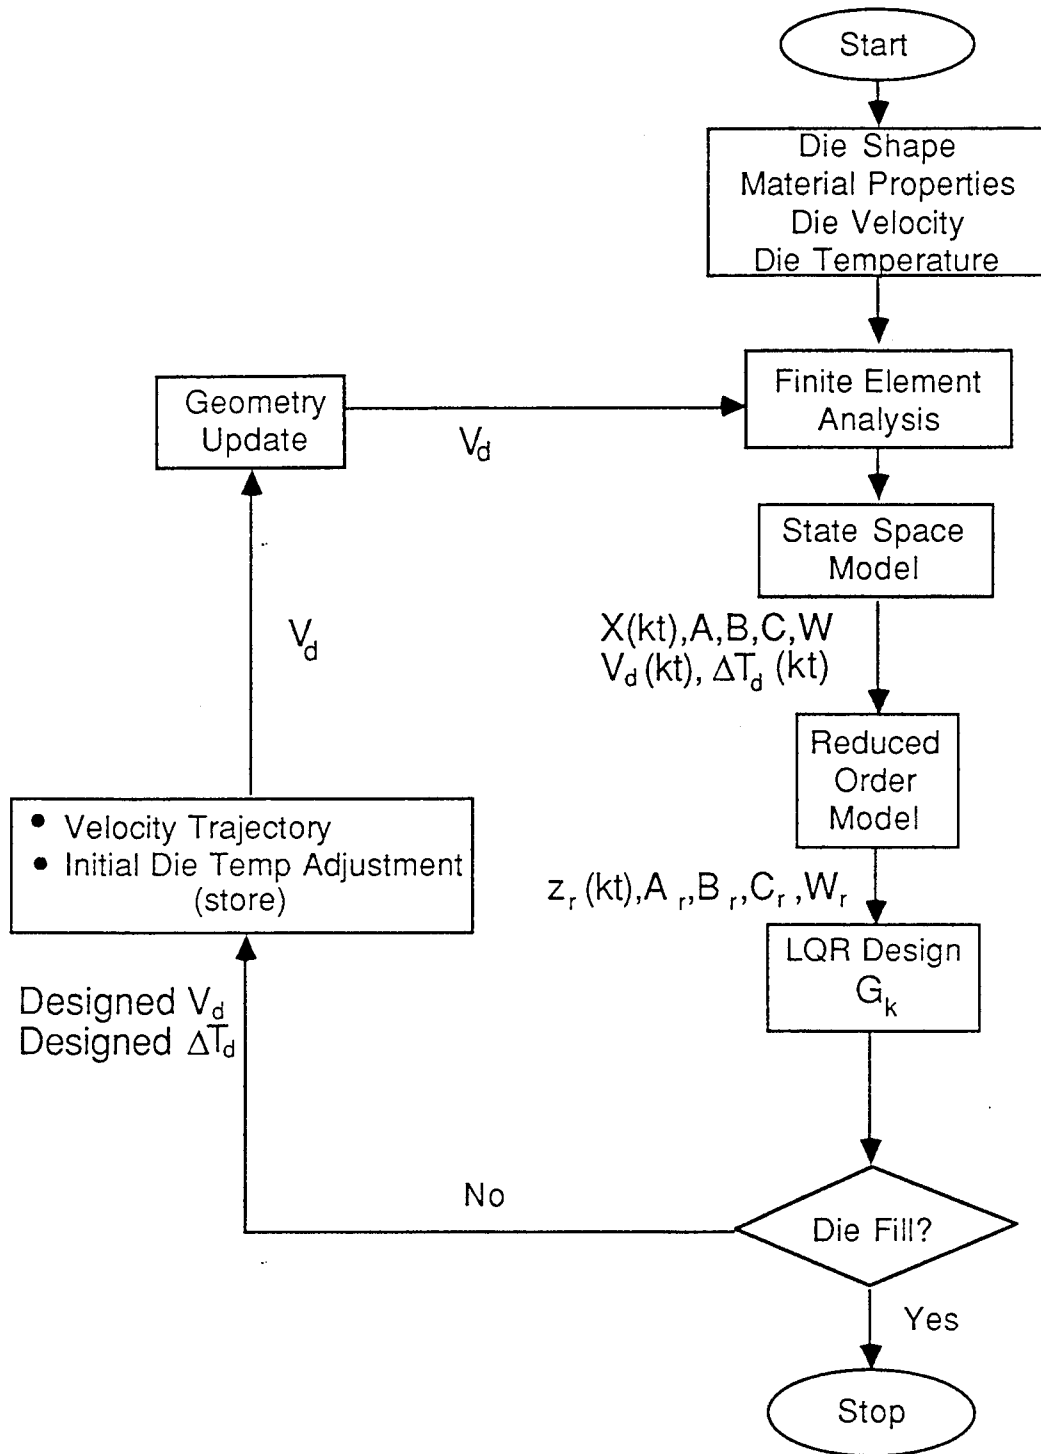 Start
Die Shape
Material Properties
Die Velocity
Die Temperature
Finite Element
Analysis
Geometry
Update
V_d
State Space
Model
X(kt),A,B,C,W
V_d(kt), ΔT_d (kt)
V_d
Reduced
Order
Model
• Velocity Trajectory
• Initial Die Temp Adjustment
(store)
z_r(kt),A_r,B_r,C_r,W_r
LQR Design
G_k
Designed V_d
Designed ΔT_d
No
Die Fill?
Yes
Stop